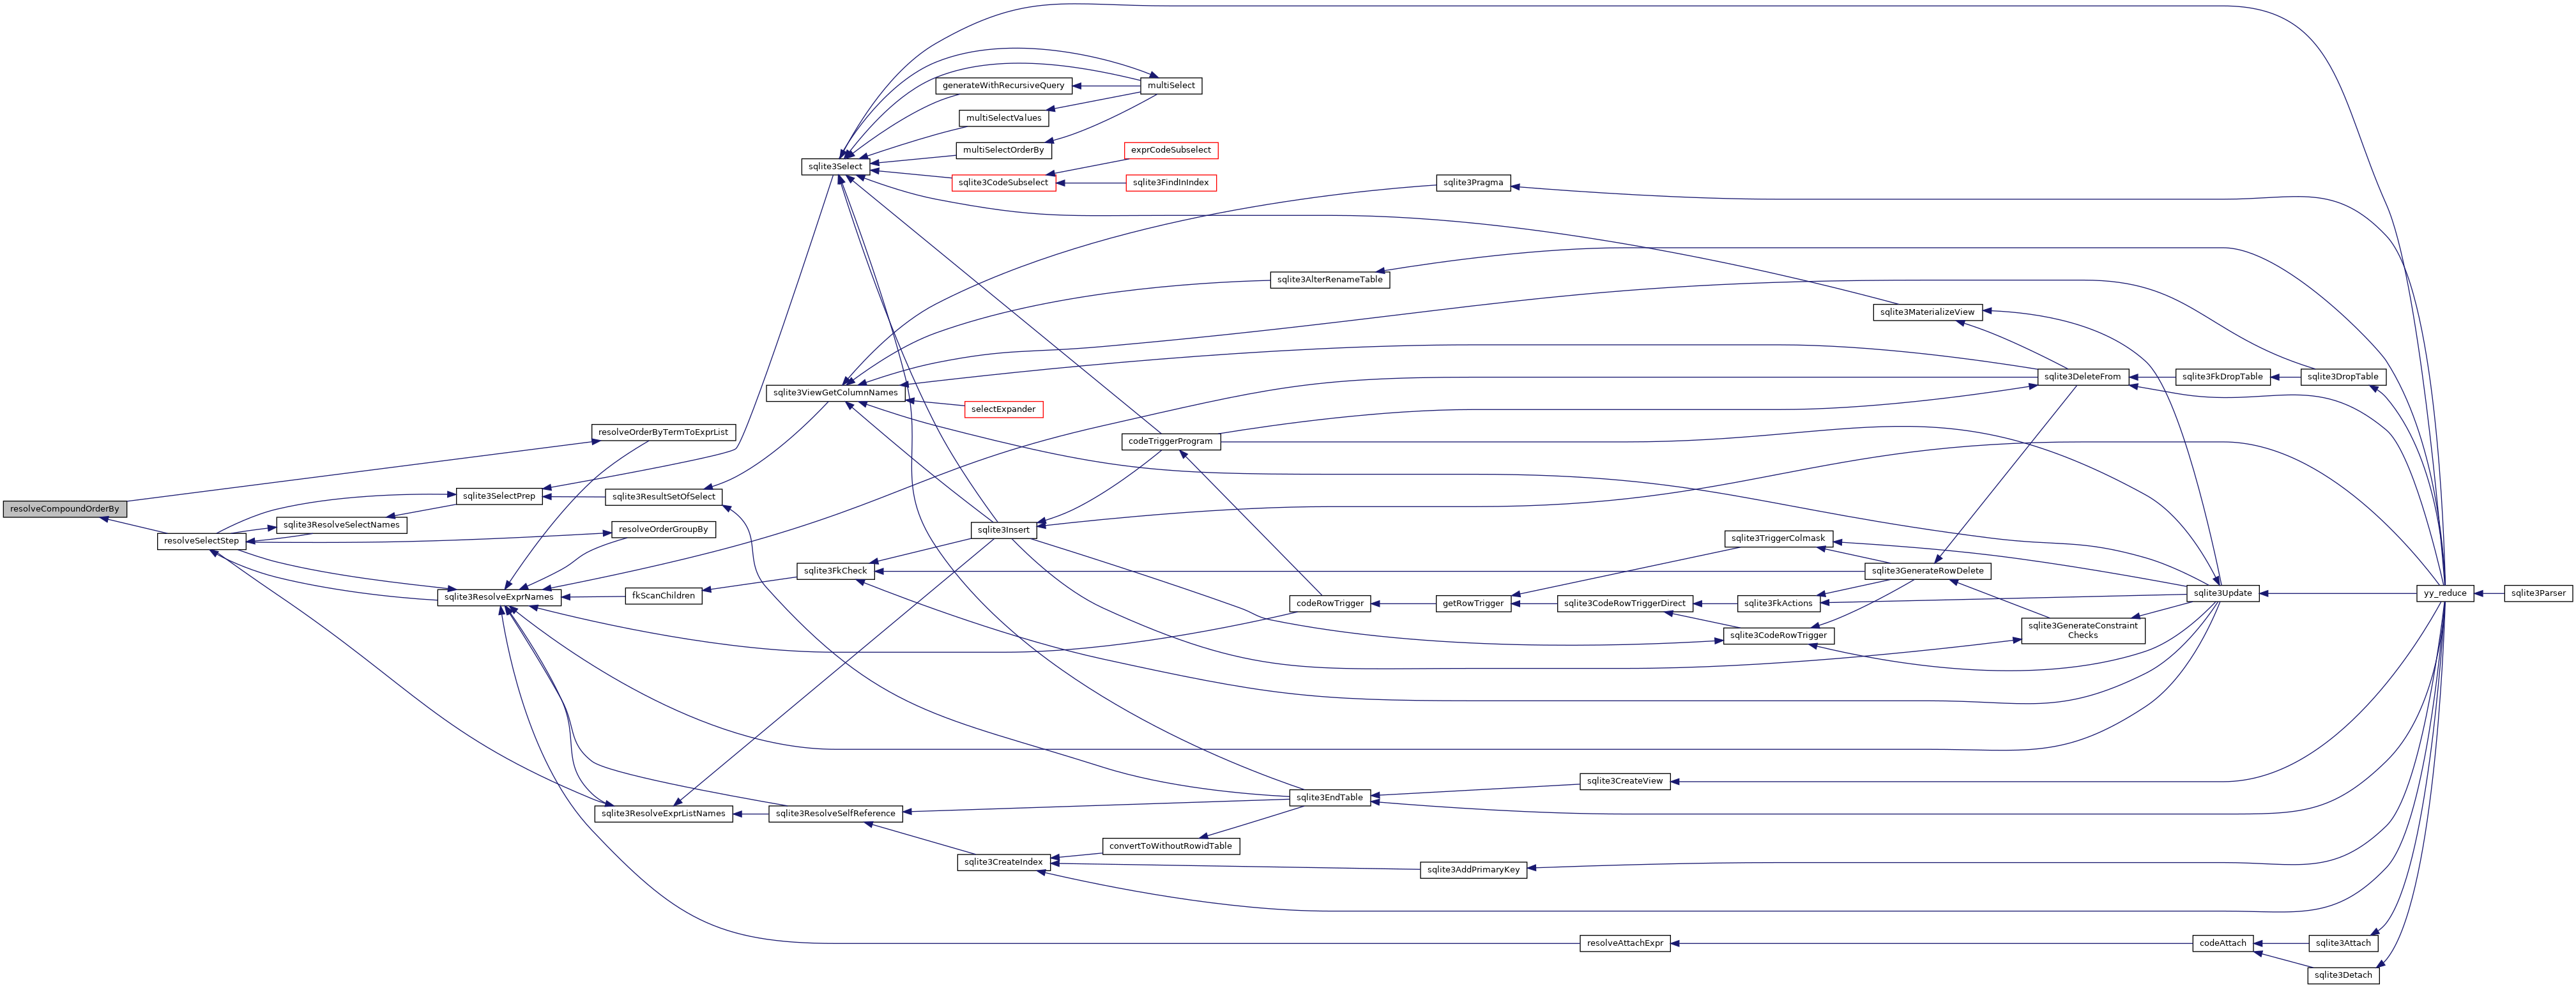 generateWithRecursiveQuery
multiSelect
multiSelectValues
multiSelectOrderBy
exprCodeSubselect
sqlite3Select
sqlite3CodeSubselect
sqlite3FindInIndex
sqlite3Pragma
sqlite3AlterRenameTable
sqlite3MaterializeView
sqlite3DeleteFrom
sqlite3FkDropTable
sqlite3DropTable
sqlite3ViewGetColumnNames
selectExpander
resolveOrderByTermToExprList
codeTriggerProgram
sqlite3SelectPrep
sqlite3ResultSetOfSelect
resolveCompoundOrderBy
sqlite3ResolveSelectNames
resolveOrderGroupBy
sqlite3Insert
resolveSelectStep
sqlite3TriggerColmask
sqlite3FkCheck
sqlite3GenerateRowDelete
sqlite3ResolveExprNames
fkScanChildren
codeRowTrigger
getRowTrigger
sqlite3CodeRowTriggerDirect
sqlite3FkActions
sqlite3Update
yy_reduce
sqlite3Parser
sqlite3CodeRowTrigger
sqlite3GenerateConstraint
Checks
sqlite3CreateView
sqlite3EndTable
sqlite3ResolveExprListNames
sqlite3ResolveSelfReference
convertToWithoutRowidTable
sqlite3CreateIndex
sqlite3AddPrimaryKey
resolveAttachExpr
codeAttach
sqlite3Attach
sqlite3Detach